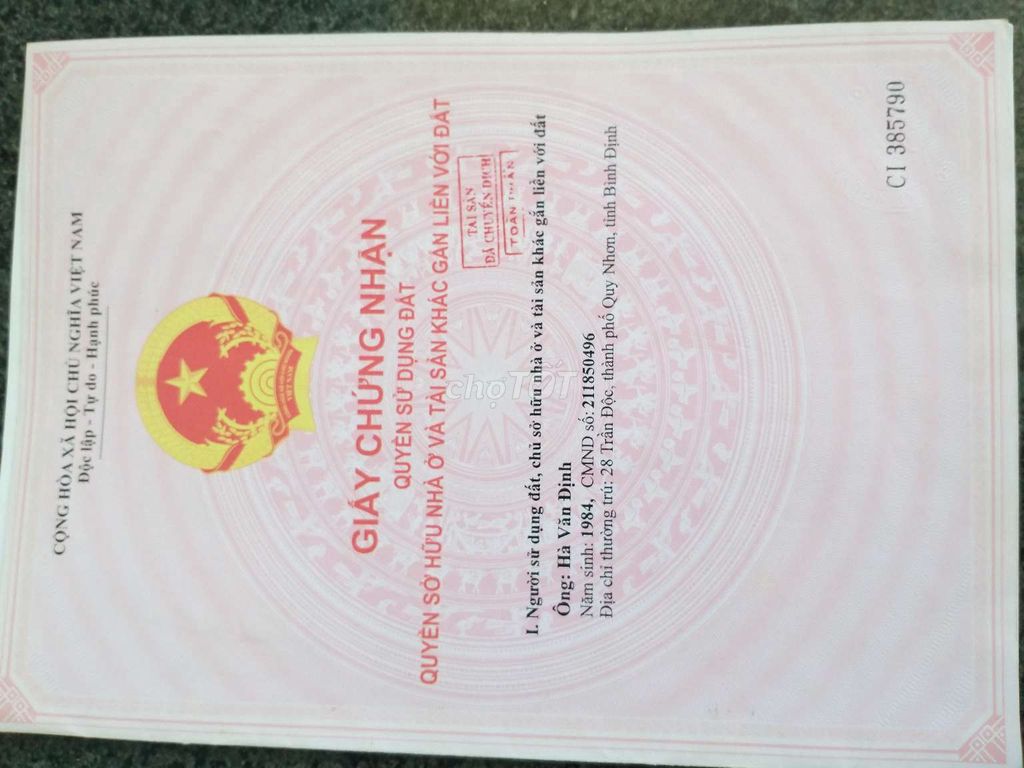 CỘNG HÒA XÃ HỘI CHỦ NGHĨA VIỆT NAM
Độc lập - Tự do - Hạnh phúc
VIỆT NAM
GIẤY CHỨNG NHẬN
QUYỀN SỬ DỤNG ĐẤT
QUYỀN SỞ HỮU NHÀ Ở VÀ TÀI SẢN KHÁC GẮN LIỀN VỚI ĐẤT
TÀI SẢN
ĐÃ CHUYỂN DỊCH
TOÀN PHẦN
I. Người sử dụng đất, chủ sở hữu nhà ở và tài sản khác gắn liền với đất
Ông: Hà Văn Định
Năm sinh: 1984, CMND số: 211850496
Địa chỉ thường trú: 28 Trần Độc, thành phố Quy Nhơn, tỉnh Bình Định
CI 385790
chợTỐT